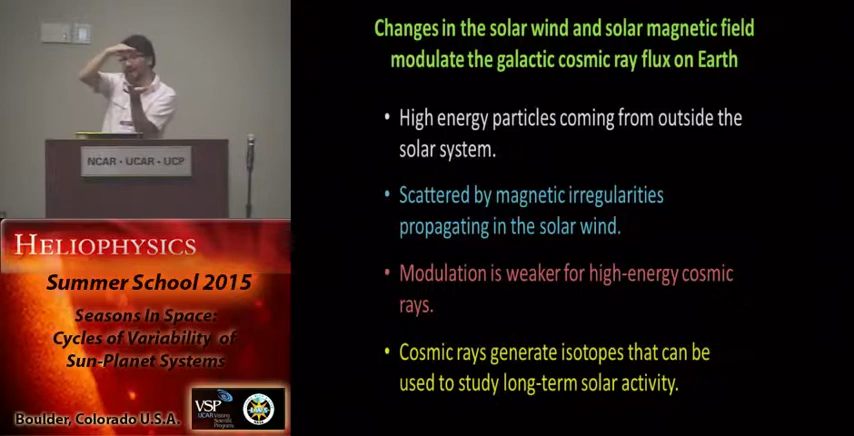 Changes in the solar wind and solar magnetic field
modulate the galactic cosmic ray flux on Earth
• High energy particles coming from outside the
solar system.
• Scattered by magnetic irregularities
propagating in the solar wind.
• Modulation is weaker for high-energy cosmic
rays.
• Cosmic rays generate isotopes that can be
used to study long-term solar activity.
NCAR • UCAR • UCP
HELIOPHYSICS
Summer School 2015
Seasons In Space:
Cycles of Variability of
Sun-Planet Systems
Boulder, Colorado U.S.A.
VSP
UCAR Visiting
Scientist
Programs